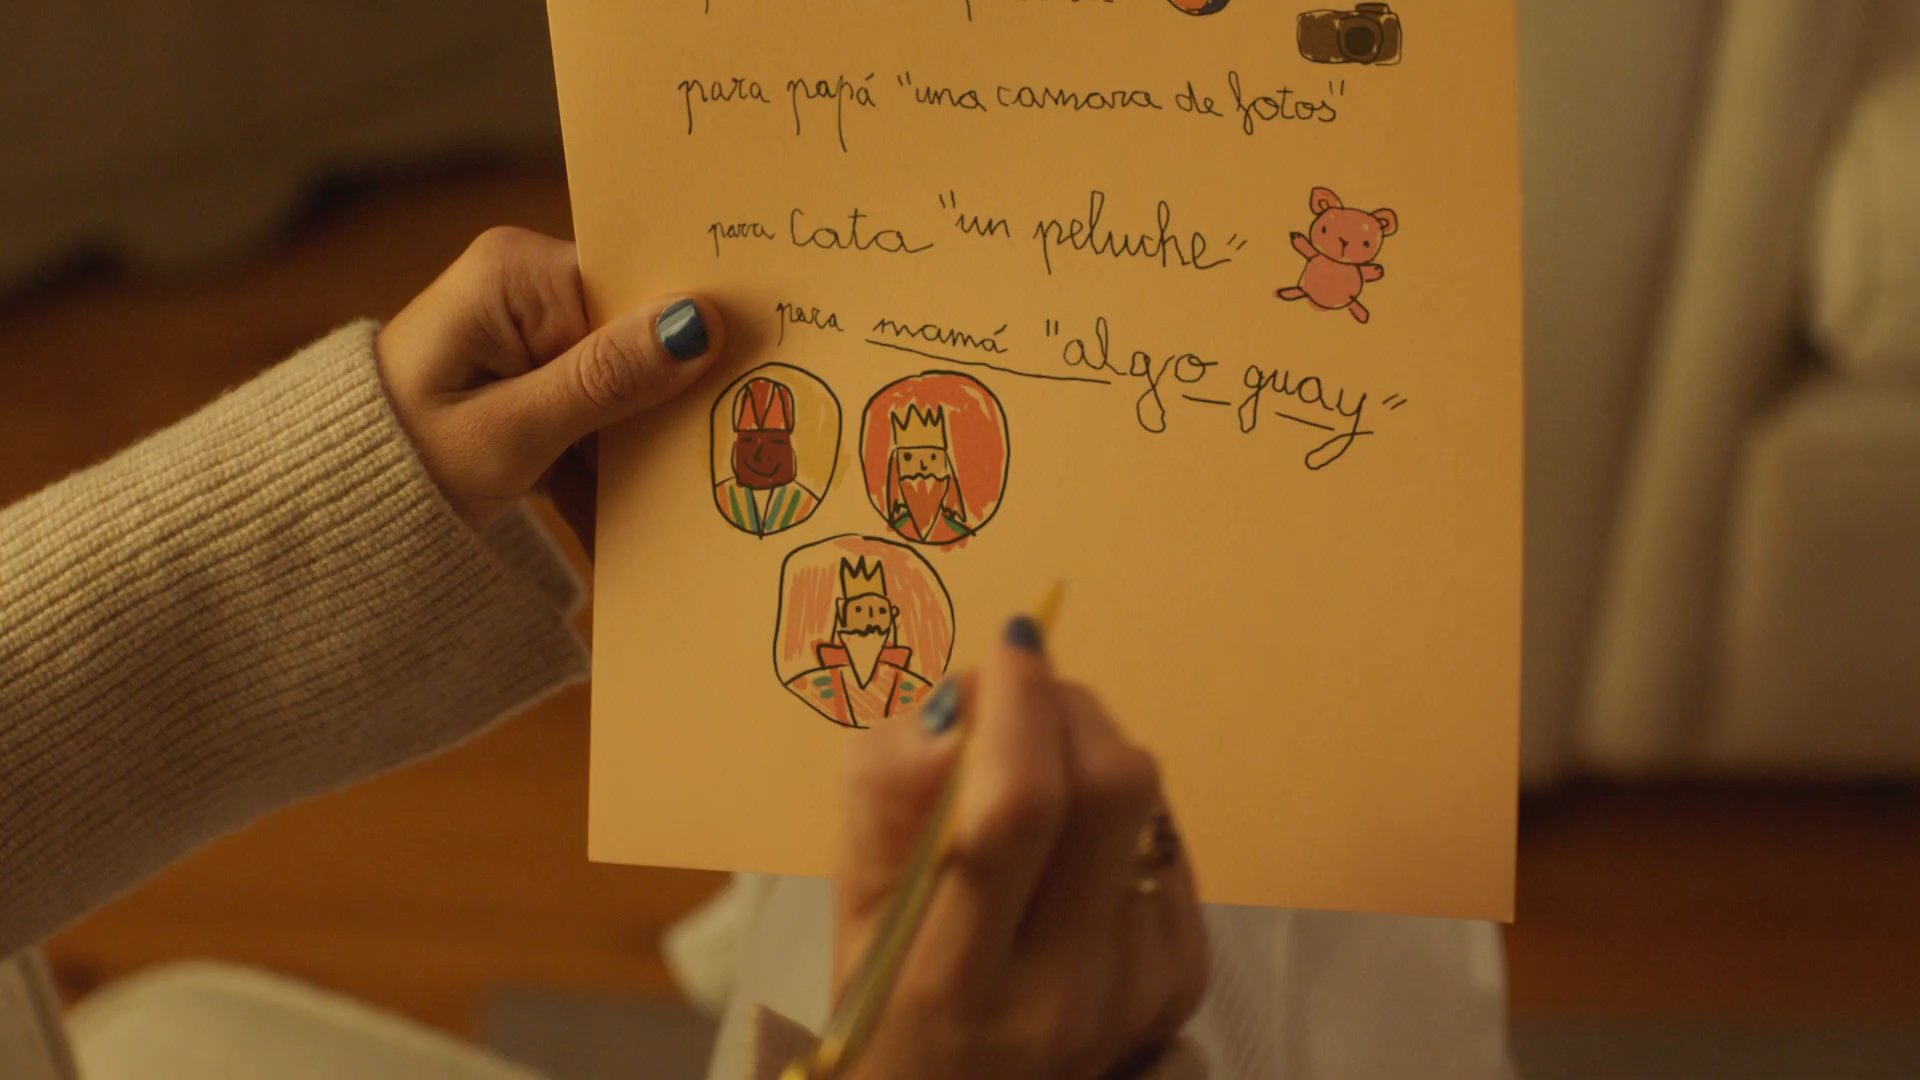 para papá "una camara de fotos"
para Cata "un peluche"
para mamá "algo guay"